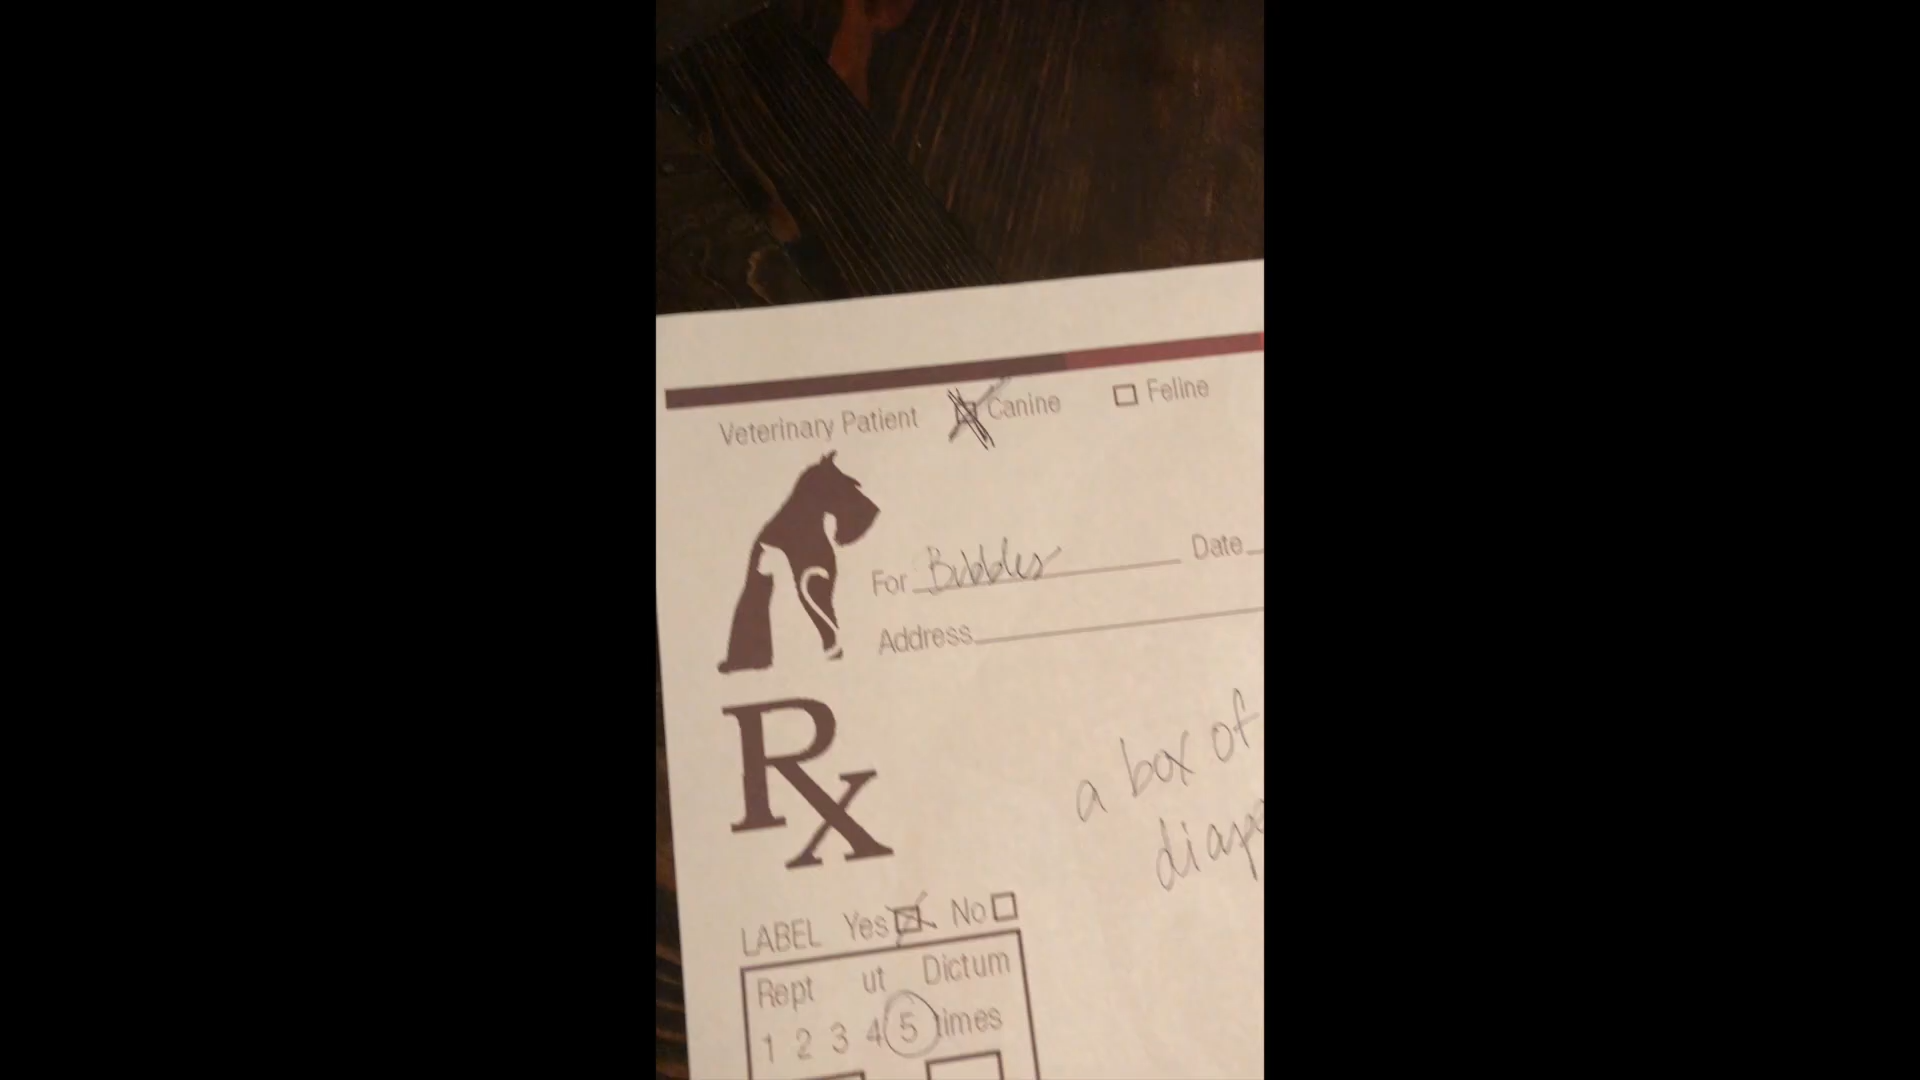 Veterinary Patient Canine Feline
For Bubbles Date
Address
Rx
a box of
LABEL Yes No
Rept ut Dictum
1 2 3 4 5 times